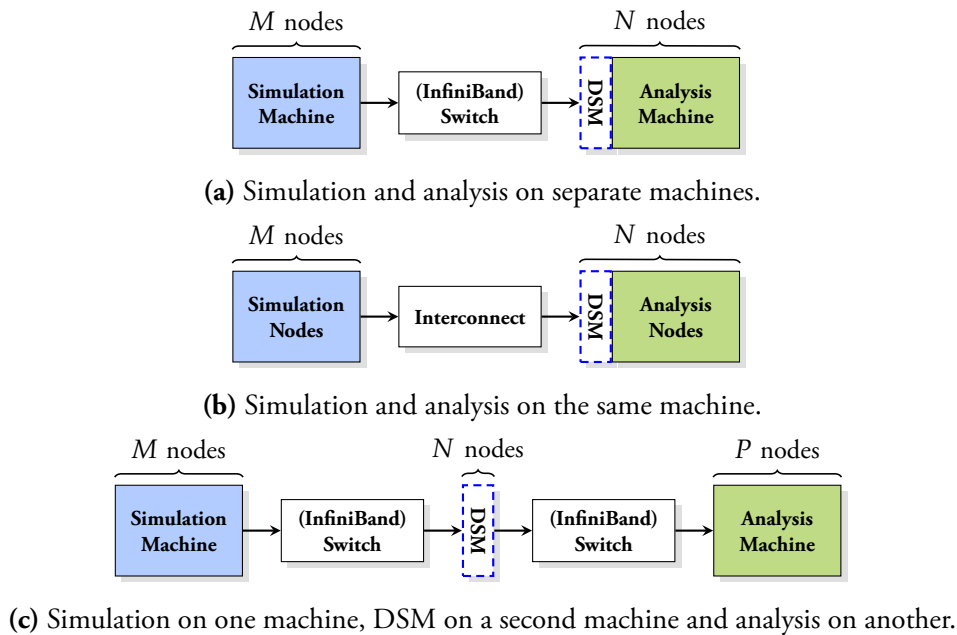 M nodes
N nodes
Simulation
Machine
(InfiniBand)
Switch
DSM
Analysis
Machine
(a) Simulation and analysis on separate machines.
M nodes
N nodes
Simulation
Nodes
Interconnect
DSM
Analysis
Nodes
(b) Simulation and analysis on the same machine.
M nodes
N nodes
P nodes
Simulation
Machine
(InfiniBand)
Switch
DSM
(InfiniBand)
Switch
Analysis
Machine
(c) Simulation on one machine, DSM on a second machine and analysis on another.